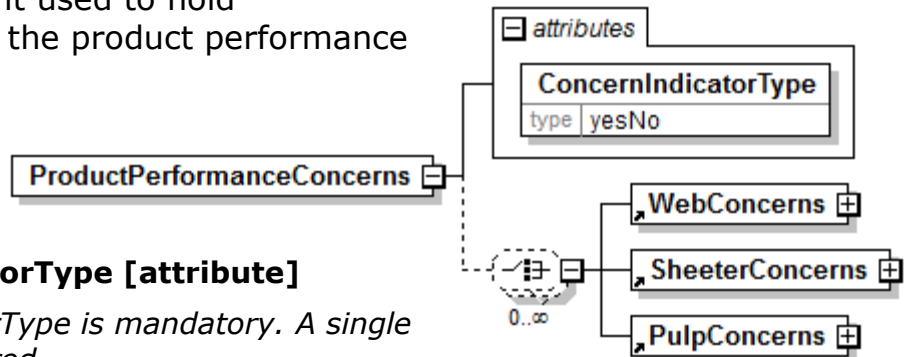 nt used to hold
the product performance
attributes
ConcernIndicatorType
type yesNo
ProductPerformanceConcerns
WebConcerns
orType [attribute]
SheeterConcerns
0..∞
rType is mandatory. A single
PulpConcerns